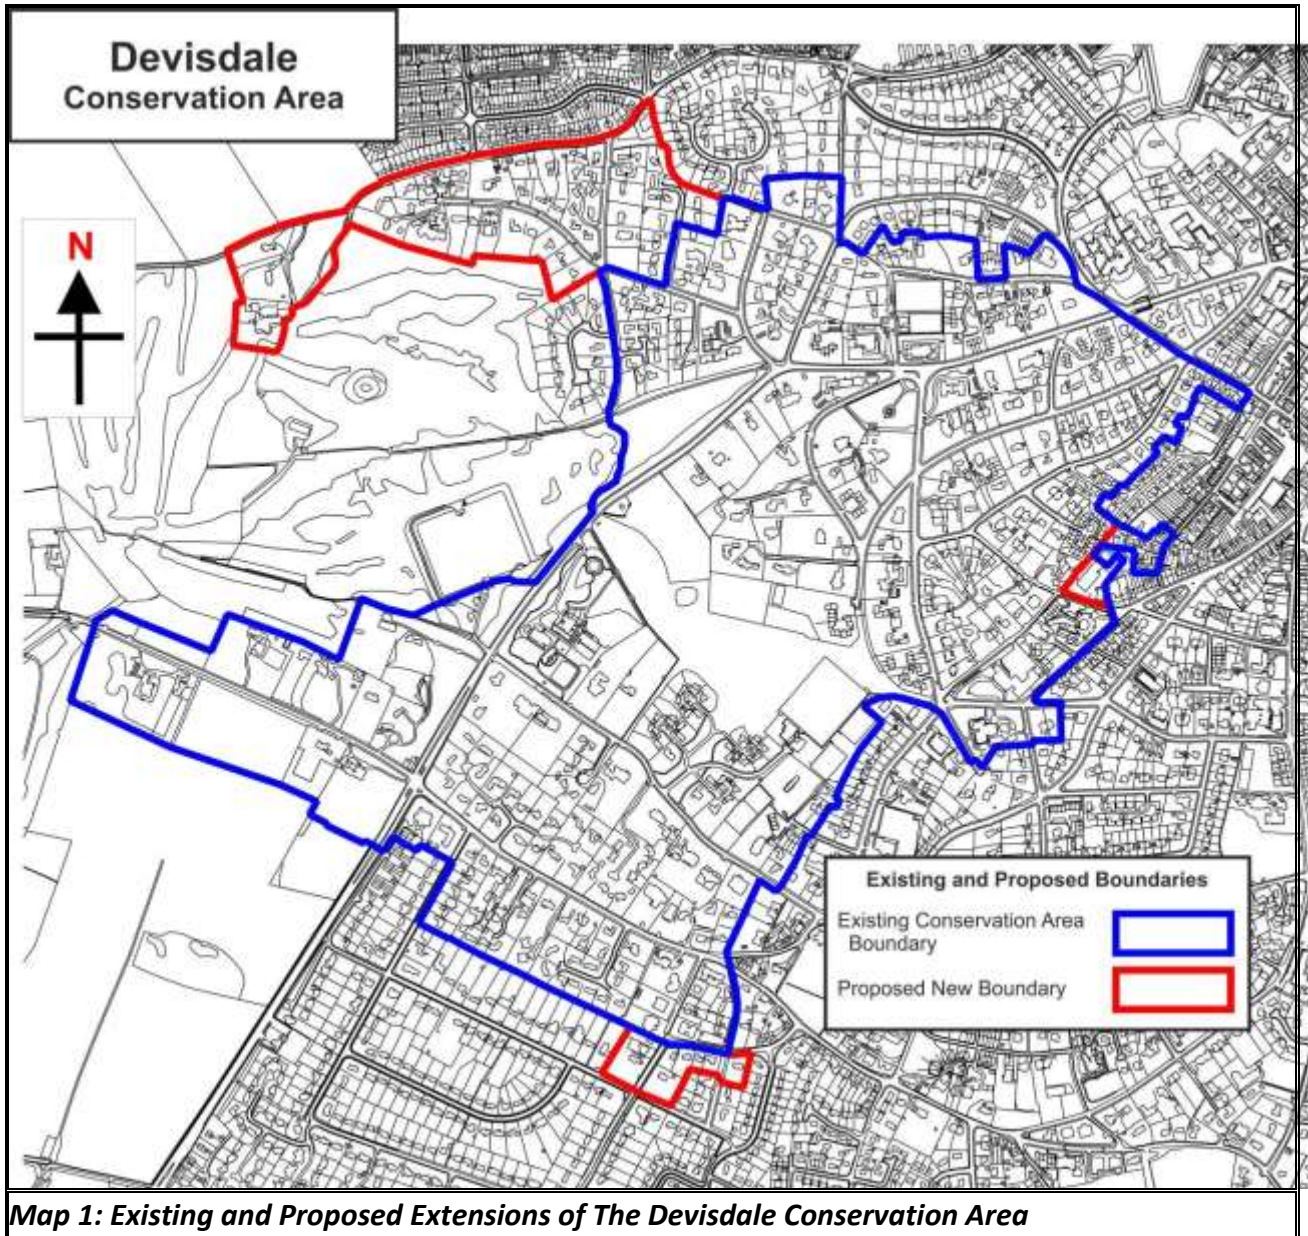 Devisdale
Conservation Area
N
Existing and Proposed Boundaries
Existing Conservation Area
Boundary
Proposed New Boundary
Map 1: Existing and Proposed Extensions of The Devisdale Conservation Area